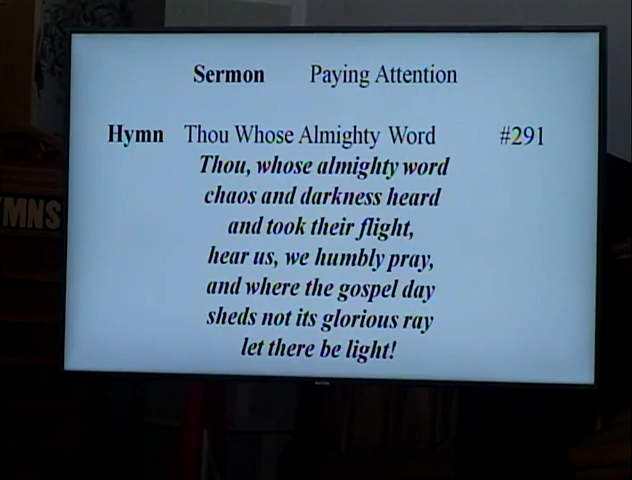 Sermon Paying Attention
Hymn Thou Whose Almighty Word #291
Thou, whose almighty word
chaos and darkness heard
and took their flight,
hear us, we humbly pray,
and where the gospel day
sheds not its glorious ray
let there be light!
MNS